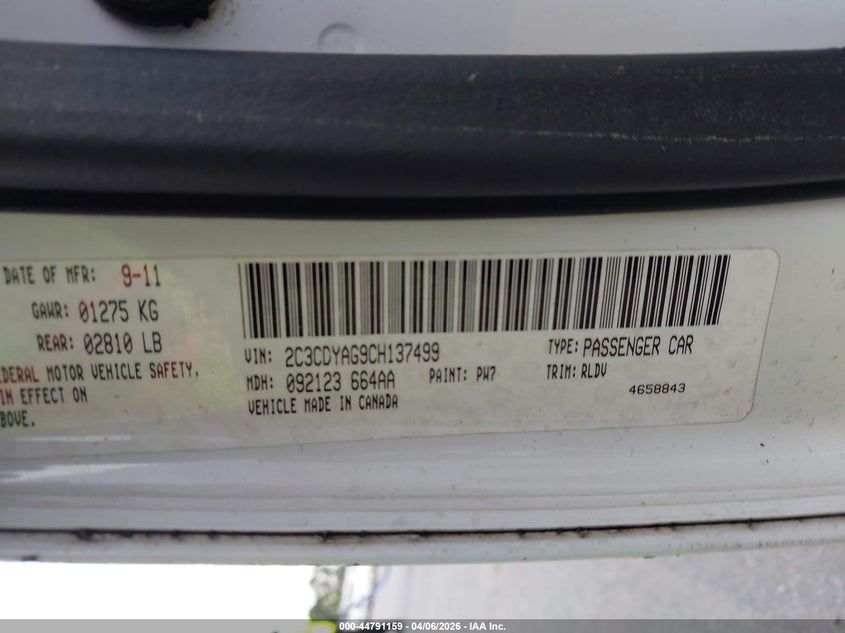 DATE OF MFR: 9-11
GAWR: 01275 KG
REAR: 02810 LB
EDERAL MOTOR VEHICLE SAFETY,
IN EFFECT ON
BOVE.
VIN: 2C3CDYAG9CH137499
TYPE: PASSENGER CAR
MDH: 092123 664AA
PAINT: PW7
TRIM: RLDV
VEHICLE MADE IN CANADA
4658843
000-44791159 | 04/06/2026 - IAA Inc.